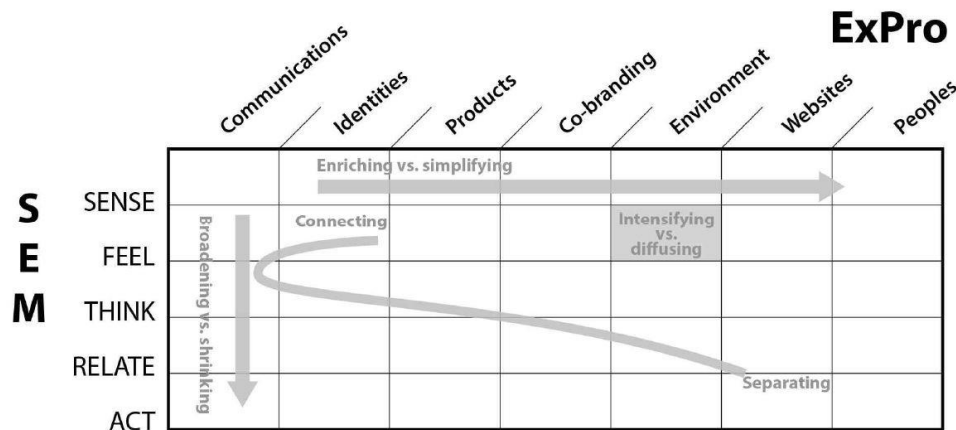 ExPro
Communications
Identities
Products
Co-branding
Environment
Websites
Peoples
S
E
M
SENSE
FEEL
THINK
RELATE
ACT
Enriching vs. simplifying
Broadening vs. shrinking
Connecting
Intensifying
vs.
diffusing
Separating